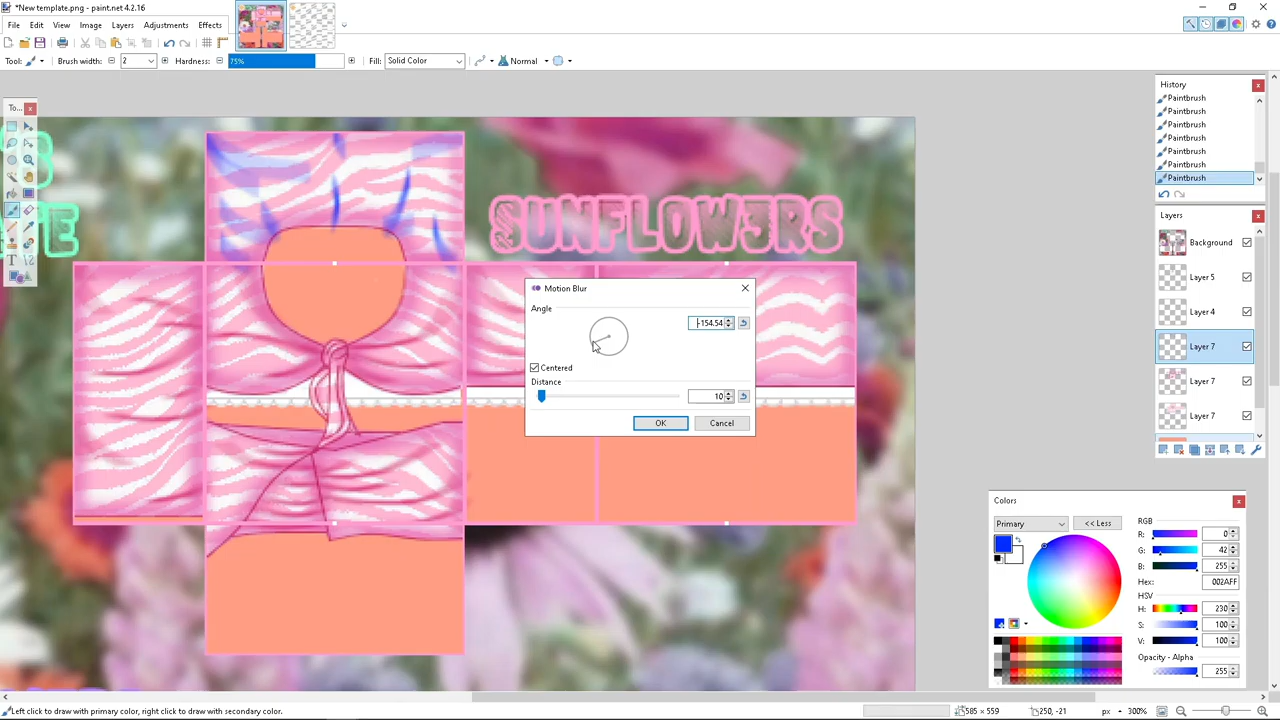 *New template.png - paint.net 4.2.16
File Edit View Image Layers Adjustments Effects
Tool: Brush width: 2 Hardness: 75% Fill: Solid Color Normal
To...
SUNFLOW3RS
E
History
Paintbrush
Paintbrush
Paintbrush
Paintbrush
Paintbrush
Paintbrush
Paintbrush
Layers
Background
Layer 5
Layer 4
Layer 7
Layer 7
Layer 7
Motion Blur
Angle
-154.54
Centered
Distance
10
OK Cancel
Colors
Primary << Less
RGB
R: 0
G: 42
B: 255
Hex: 002AFF
HSV
H: 230
S: 100
V: 100
Opacity - Alpha
255
Left click to draw with primary color, right click to draw with secondary color. 585 × 559 250, -21 px 300%